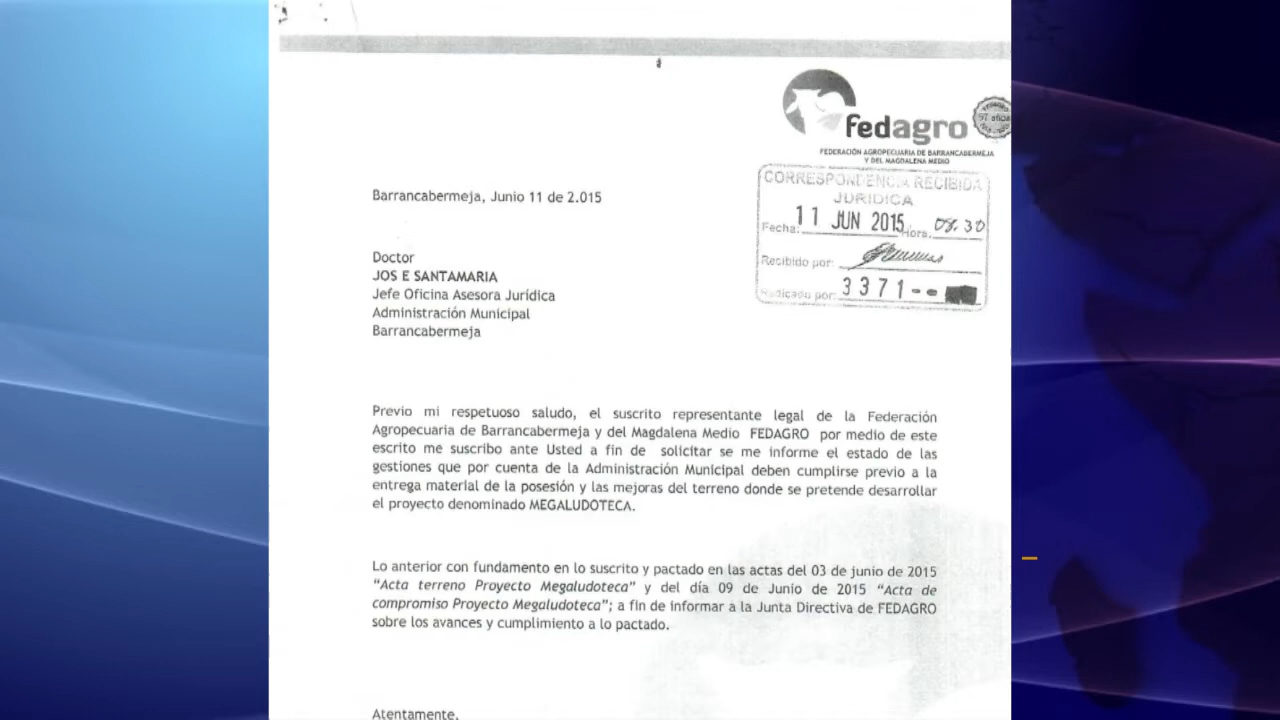 fedagro
57 años
FEDERACIÓN AGROPECUARIA DE BARRANCABERMEJA
Y DEL MAGDALENA MEDIO
CORRESPONDENCIA RECIBIDA
JURIDICA
Fecha: 11 JUN 2015 Hora: 08:30
Recibido por:
Radicado por: 3371--
Barrancabermeja, Junio 11 de 2.015
Doctor
JOS E SANTAMARIA
Jefe Oficina Asesora Jurídica
Administración Municipal
Barrancabermeja
Previo mi respetuoso saludo, el suscrito representante legal de la Federación
Agropecuaria de Barrancabermeja y del Magdalena Medio FEDAGRO por medio de este
escrito me suscribo ante Usted a fin de solicitar se me informe el estado de las
gestiones que por cuenta de la Administración Municipal deben cumplirse previo a la
entrega material de la posesión y las mejoras del terreno donde se pretende desarrollar
el proyecto denominado MEGALUDOTECA.
Lo anterior con fundamento en lo suscrito y pactado en las actas del 03 de junio de 2015
"Acta terreno Proyecto Megaludoteca" y del día 09 de Junio de 2015 "Acta de
compromiso Proyecto Megaludoteca"; a fin de informar a la Junta Directiva de FEDAGRO
sobre los avances y cumplimiento a lo pactado.
Atentamente,